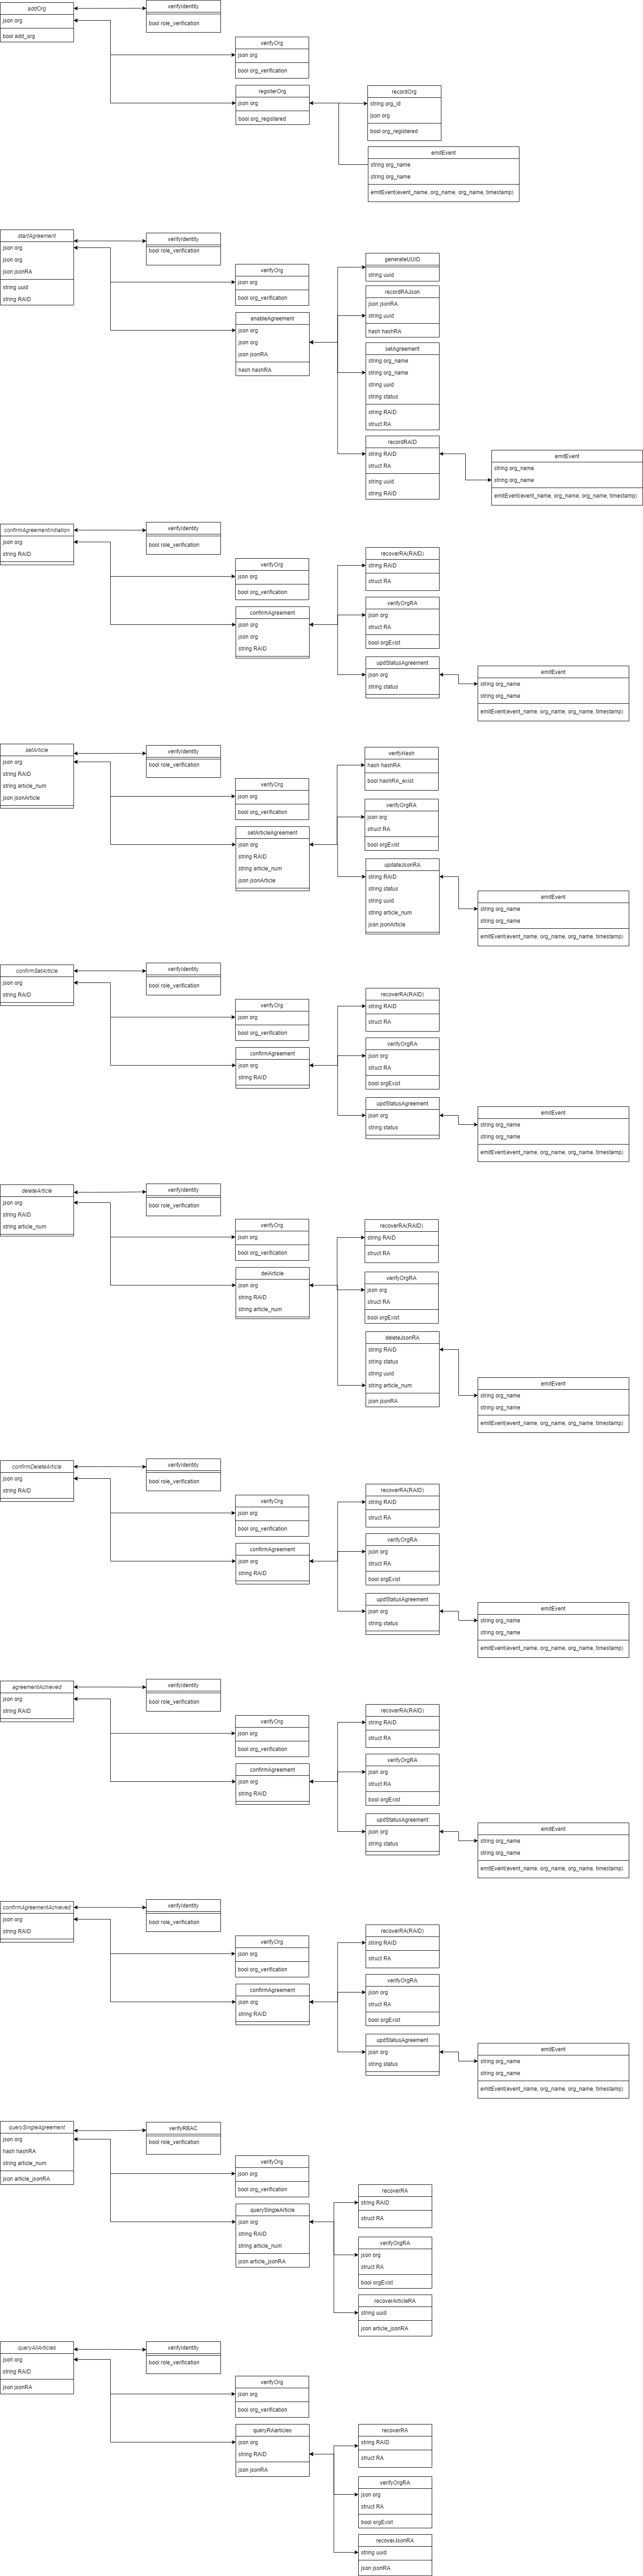 addOrg
json org
bool add_org
verifyIdentity
bool role_verification
verifyOrg
json org
bool org_verification
registerOrg
json org
bool org_registered
recordOrg
string org_id
json org
bool org_registered
emitEvent
string org_name
string org_name
emitEvent(event_name, org_name, org_name, timestamp)
startAgreement
json org
json org
json jsonRA
string uuid
string RAID
verifyIdentity
bool role_verification
verifyOrg
json org
bool org_verification
enableAgreement
json org
json org
json jsonRA
hash hashRA
generateUUID
string uuid
recordRAJson
json jsonRA
string uuid
hash hashRA
setAgreement
string org_name
string org_name
string uuid
string status
string RAID
struct RA
recordRAID
string RAID
struct RA
string uuid
string RAID
emitEvent
string org_name
string org_name
emitEvent(event_name, org_name, org_name, timestamp)
confirmAgreementInitiation
json org
string RAID
verifyIdentity
bool role_verification
verifyOrg
json org
bool org_verification
confirmAgreement
json org
json org
string RAID
recoverRA(RAID)
string RAID
struct RA
verifyOrgRA
json org
struct RA
bool orgExist
updStatusAgreement
json org
string status
emitEvent
string org_name
string org_name
emitEvent(event_name, org_name, org_name, timestamp)
setArticle
json org
string RAID
string article_num
json jsonArticle
verifyIdentity
bool role_verification
verifyOrg
json org
bool org_verification
setArticleAgreement
json org
string RAID
string article_num
json jsonArticle
verifyHash
hash hashRA
bool hashRA_exist
verifyOrgRA
json org
struct RA
bool orgExist
updateJsonRA
string RAID
string status
string uuid
string article_num
json jsonArticle
emitEvent
string org_name
string org_name
emitEvent(event_name, org_name, org_name, timestamp)
confirmSetArticle
json org
string RAID
verifyIdentity
bool role_verification
verifyOrg
json org
bool org_verification
confirmAgreement
json org
string RAID
recoverRA(RAID)
string RAID
struct RA
verifyOrgRA
json org
struct RA
bool orgExist
updStatusAgreement
json org
string status
emitEvent
string org_name
string org_name
emitEvent(event_name, org_name, org_name, timestamp)
deleteArticle
json org
string RAID
string article_num
verifyIdentity
bool role_verification
verifyOrg
json org
bool org_verification
delArticle
json org
string RAID
string article_num
recoverRA(RAID)
string RAID
struct RA
verifyOrgRA
json org
struct RA
bool orgExist
deleteJsonRA
string RAID
string status
string uuid
string article_num
json jsonRA
emitEvent
string org_name
string org_name
emitEvent(event_name, org_name, org_name, timestamp)
confirmDeleteArticle
json org
string RAID
verifyIdentity
bool role_verification
verifyOrg
json org
bool org_verification
confirmAgreement
json org
string RAID
recoverRA(RAID)
string RAID
struct RA
verifyOrgRA
json org
struct RA
bool orgExist
updStatusAgreement
json org
string status
emitEvent
string org_name
string org_name
emitEvent(event_name, org_name, org_name, timestamp)
agreementAchieved
json org
string RAID
verifyIdentity
bool role_verification
verifyOrg
json org
bool org_verification
confirmAgreement
json org
string RAID
recoverRA(RAID)
string RAID
struct RA
verifyOrgRA
json org
struct RA
bool orgExist
updStatusAgreement
json org
string status
emitEvent
string org_name
string org_name
emitEvent(event_name, org_name, org_name, timestamp)
confirmAgreementAchieved
json org
string RAID
verifyIdentity
bool role_verification
verifyOrg
json org
bool org_verification
confirmAgreement
json org
string RAID
recoverRA(RAID)
string RAID
struct RA
verifyOrgRA
json org
struct RA
bool orgExist
updStatusAgreement
json org
string status
emitEvent
string org_name
string org_name
emitEvent(event_name, org_name, org_name, timestamp)
querySingleAgreement
json org
hash hashRA
string article_num
json article_jsonRA
verifyRBAC
bool role_verification
verifyOrg
json org
bool org_verification
querySingleArticle
json org
string RAID
string article_num
json article_jsonRA
recoverRA
string RAID
struct RA
verifyOrgRA
json org
struct RA
bool orgExist
recoverArticleRA
string uuid
json article_jsonRA
queryAllArticles
json org
string RAID
json jsonRA
verifyIdentity
bool role_verification
verifyOrg
json org
bool org_verification
queryRAarticles
json org
string RAID
json jsonRA
recoverRA
string RAID
struct RA
verifyOrgRA
json org
struct RA
bool orgExist
recoverJsonRA
string uuid
json jsonRA